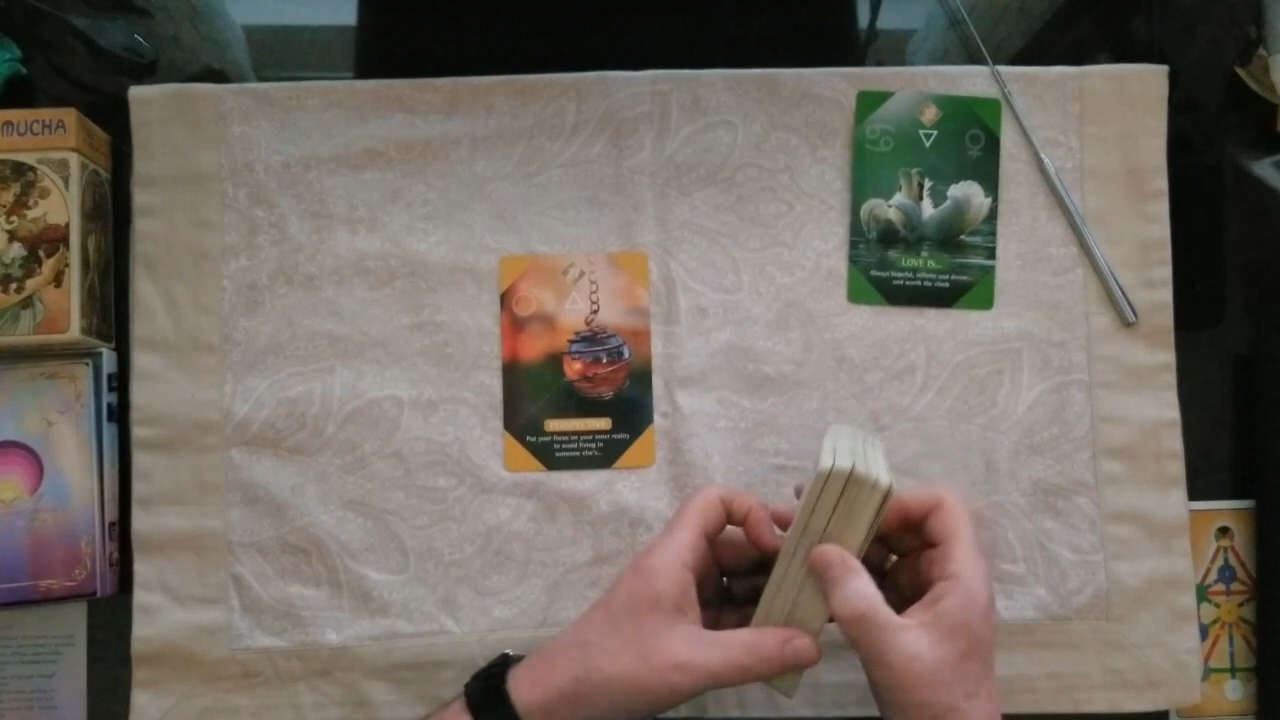 MUCHA
LOVE IS...
Always hopeful, infinite and divine...
and worth the climb
PERSPECTIVE
Put your focus on your inner reality
to avoid living in
someone else's...